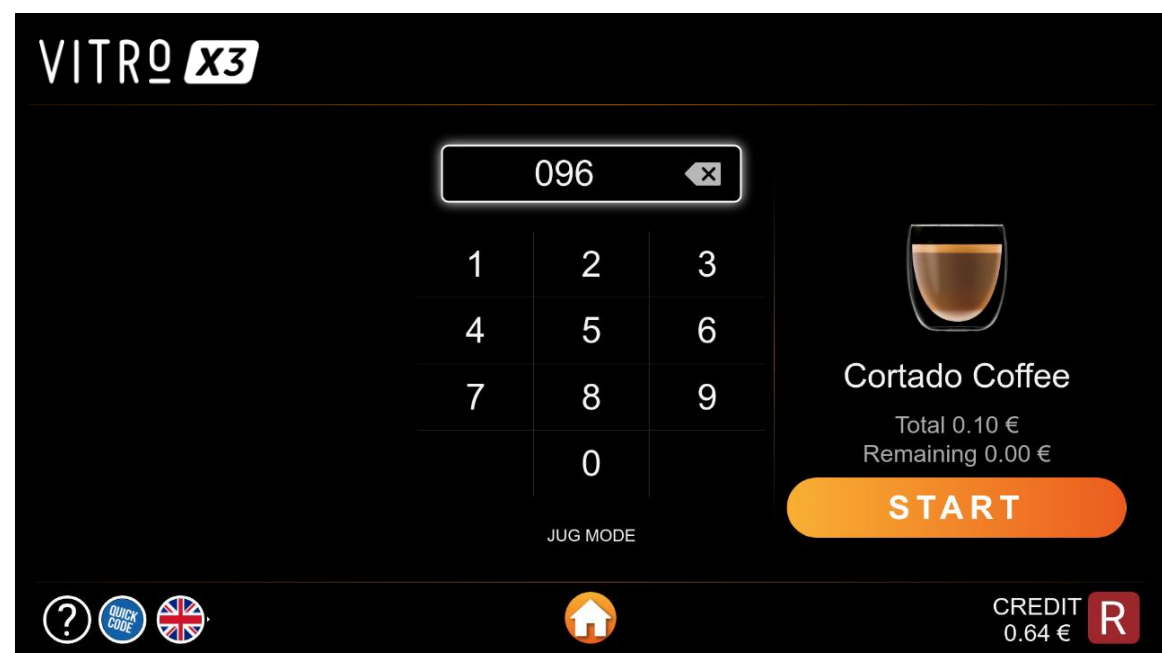 VITRO X3
096
1 2 3
4 5 6
7 8 9
0
JUG MODE
Cortado Coffee
Total 0.10 €
Remaining 0.00 €
START
?
QUICK
CODE
CREDIT
0.64 €
R